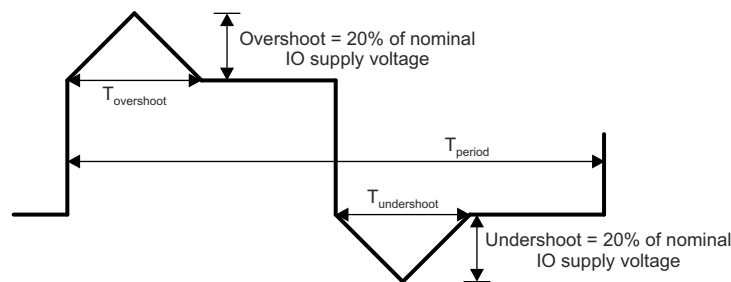 Overshoot = 20% of nominal
IO supply voltage
Tovershoot
Tperiod
Tundershoot
Undershoot = 20% of nominal
IO supply voltage